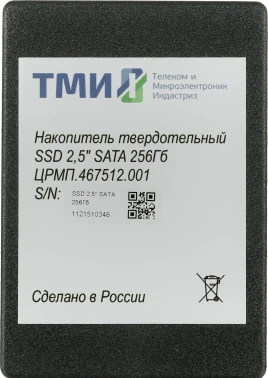 ТМИ
Телеком и
Микроэлектроник
Индастриз
Накопитель твердотельный
SSD 2,5" SATA 256Гб
ЦРМП.467512.001
S/N:
SSD 2.5" SATA
256Гб
1121510346
Сделано в России